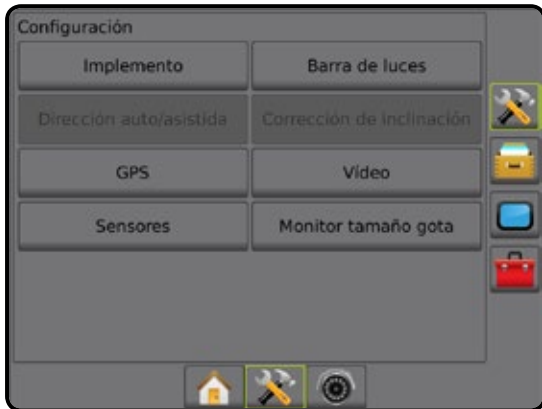 Configuración
Implemento
Barra de luces
Dirección auto/asistida
Corrección de inclinación
GPS
Vídeo
Sensores
Monitor tamaño gota